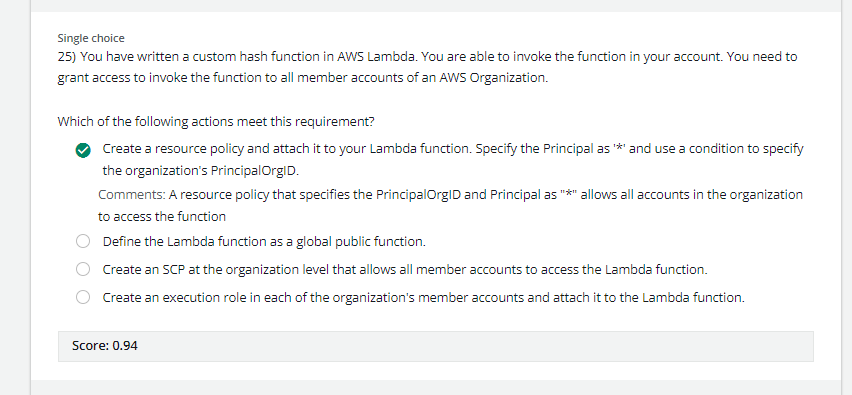 Single choice
25) You have written a custom hash function in AWS Lambda. You are able to invoke the function in your account. You need to
grant access to invoke the function to all member accounts of an AWS Organization.
Which of the following actions meet this requirement?
Create a resource policy and attach it to your Lambda function. Specify the Principal as '*' and use a condition to specify
the organization's PrincipalOrgID.
Comments: A resource policy that specifies the PrincipalOrgID and Principal as "*" allows all accounts in the organization
to access the function
Define the Lambda function as a global public function.
Create an SCP at the organization level that allows all member accounts to access the Lambda function.
Create an execution role in each of the organization's member accounts and attach it to the Lambda function.
Score: 0.94